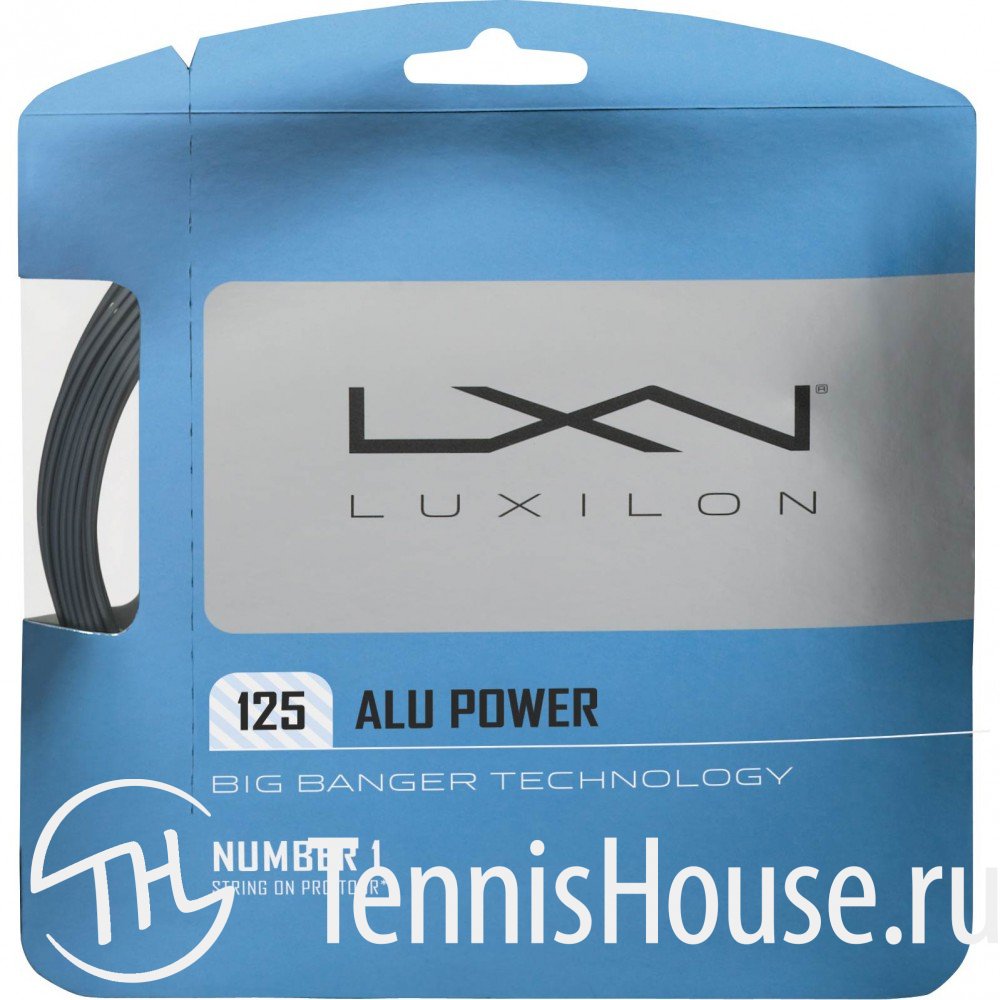 LXN®
LUXILON
125 ALU POWER
BIG BANGER TECHNOLOGY
NUMBER 1
STRING ON PRO TOUR*
TH TennisHouse.ru